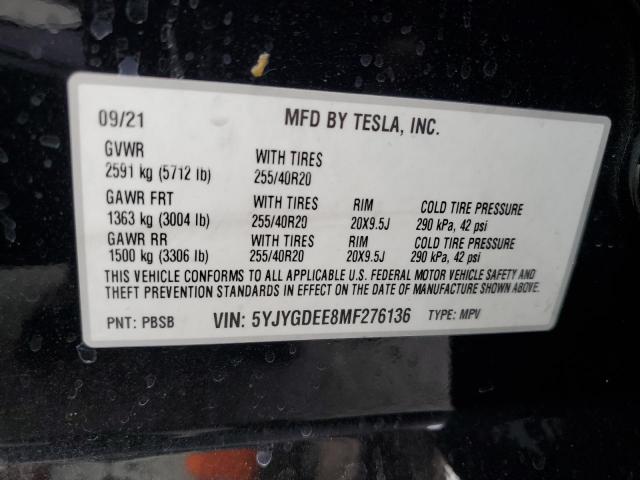 09/21 MFD BY TESLA, INC.
GVWR WITH TIRES
2591 kg (5712 lb) 255/40R20
GAWR FRT WITH TIRES RIM COLD TIRE PRESSURE
1363 kg (3004 lb) 255/40R20 20X9.5J 290 kPa, 42 psi
GAWR RR WITH TIRES RIM COLD TIRE PRESSURE
1500 kg (3306 lb) 255/40R20 20X9.5J 290 kPa, 42 psi
THIS VEHICLE CONFORMS TO ALL APPLICABLE U.S. FEDERAL MOTOR VEHICLE SAFETY AND
THEFT PREVENTION STANDARDS IN EFFECT ON THE DATE OF MANUFACTURE SHOWN ABOVE.
PNT: PBSB VIN: 5YJYGDEE8MF276136 TYPE: MPV